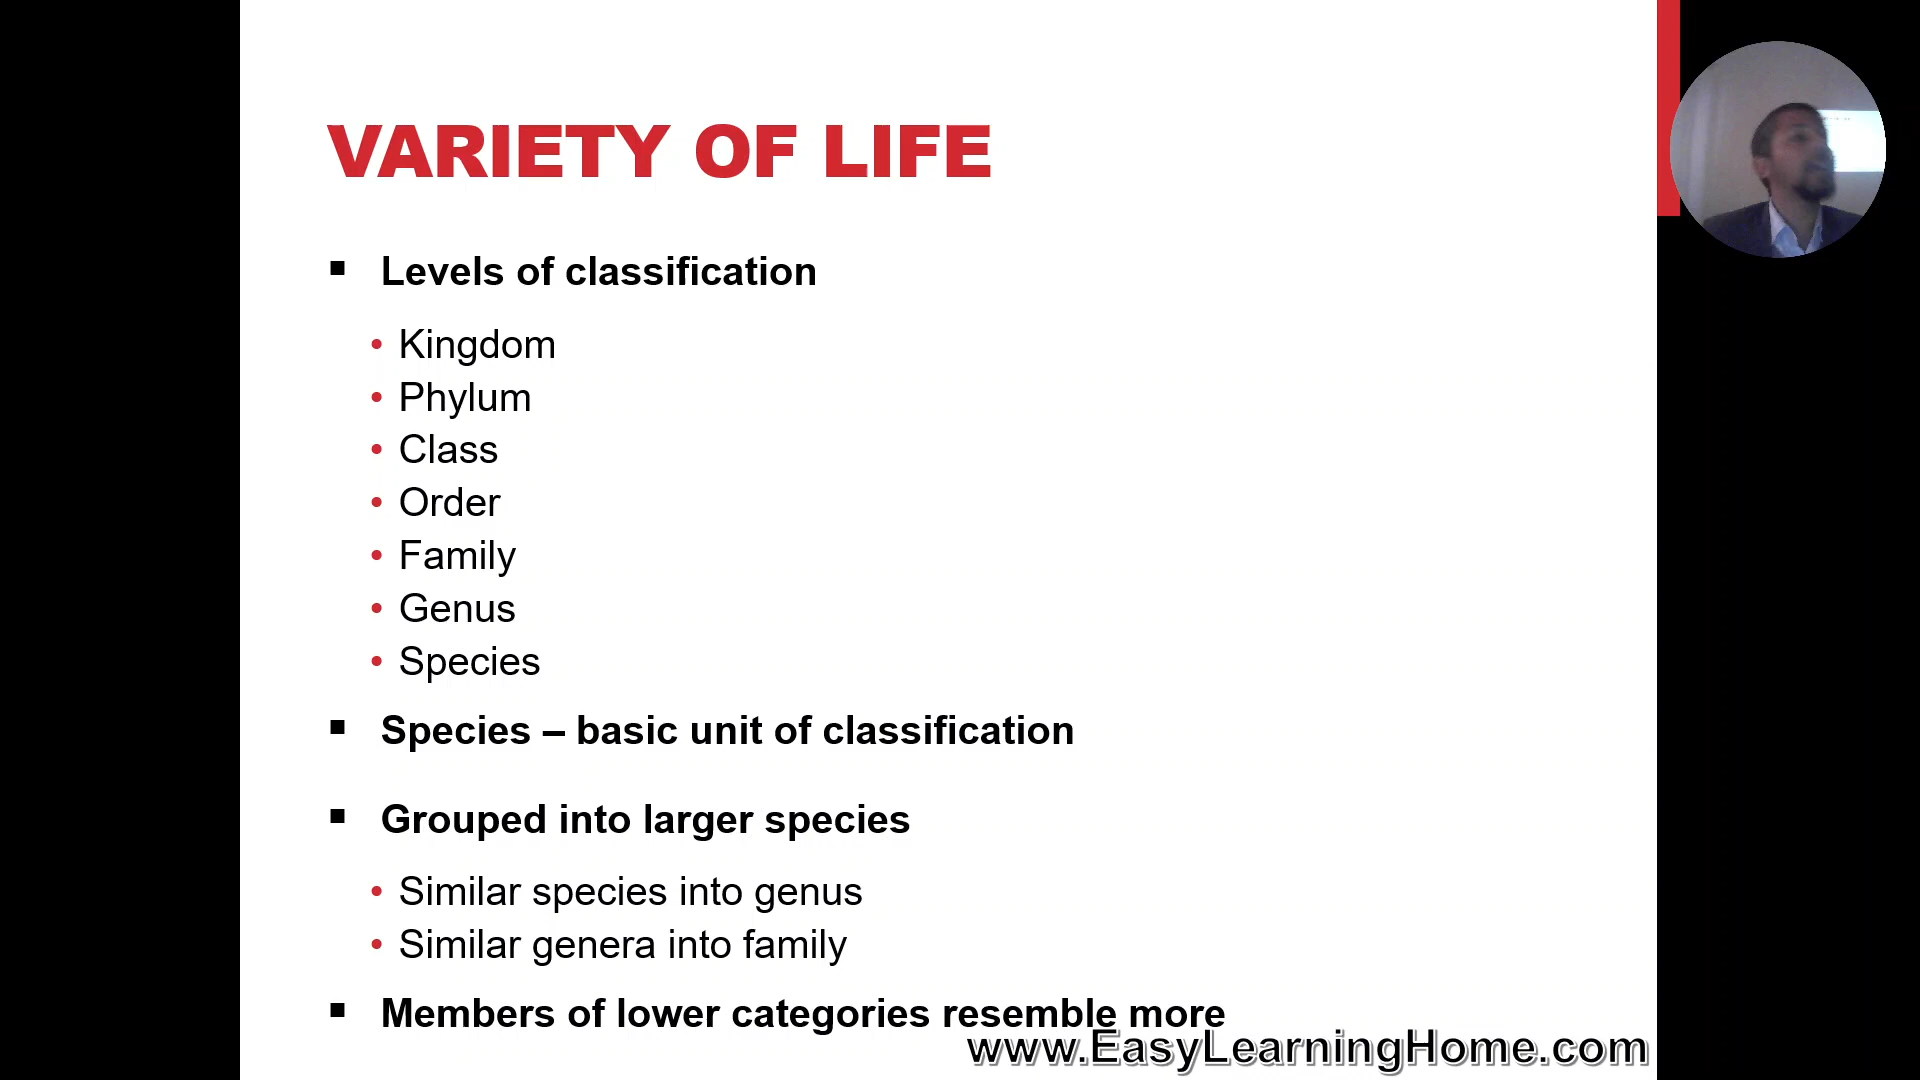 VARIETY OF LIFE
▪ Levels of classification
• Kingdom
• Phylum
• Class
• Order
• Family
• Genus
• Species
▪ Species – basic unit of classification
▪ Grouped into larger species
• Similar species into genus
• Similar genera into family
▪ Members of lower categories resemble more
www.EasyLearningHome.com